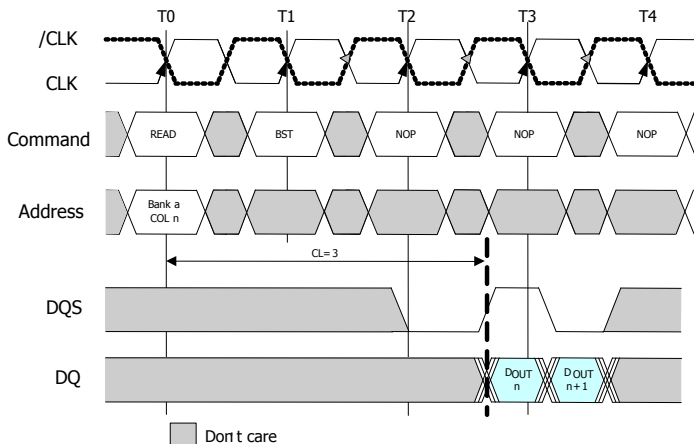 T0 T1 T2 T3 T4
/CLK
CLK
Command READ BST NOP NOP NOP
Address Bank a
COL n
CL=3
DQS
DQ DOUT DOUT
n n+1
Don't care